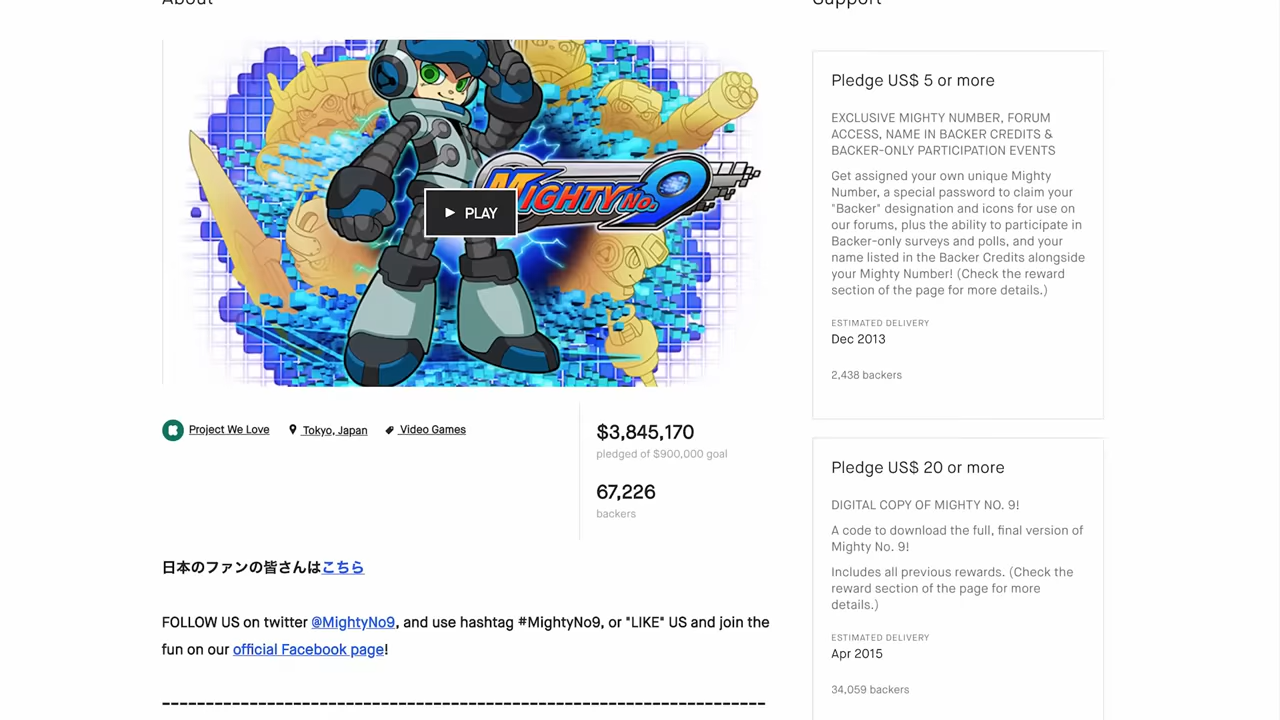 About
Support
MIGHTY No. 9
PLAY
Project We Love
Tokyo, Japan
Video Games
$3,845,170
pledged of $900,000 goal
67,226
backers
日本のファンの皆さんはこちら
FOLLOW US on twitter @MightyNo9, and use hashtag #MightyNo9, or "LIKE" US and join the
fun on our official Facebook page!
Pledge US$ 5 or more
EXCLUSIVE MIGHTY NUMBER, FORUM
ACCESS, NAME IN BACKER CREDITS &
BACKER-ONLY PARTICIPATION EVENTS
Get assigned your own unique Mighty
Number, a special password to claim your
"Backer" designation and icons for use on
our forums, plus the ability to participate in
Backer-only surveys and polls, and your
name listed in the Backer Credits alongside
your Mighty Number! (Check the reward
section of the page for more details.)
ESTIMATED DELIVERY
Dec 2013
2,438 backers
Pledge US$ 20 or more
DIGITAL COPY OF MIGHTY NO. 9!
A code to download the full, final version of
Mighty No. 9!
Includes all previous rewards. (Check the
reward section of the page for more
details.)
ESTIMATED DELIVERY
Apr 2015
34,059 backers